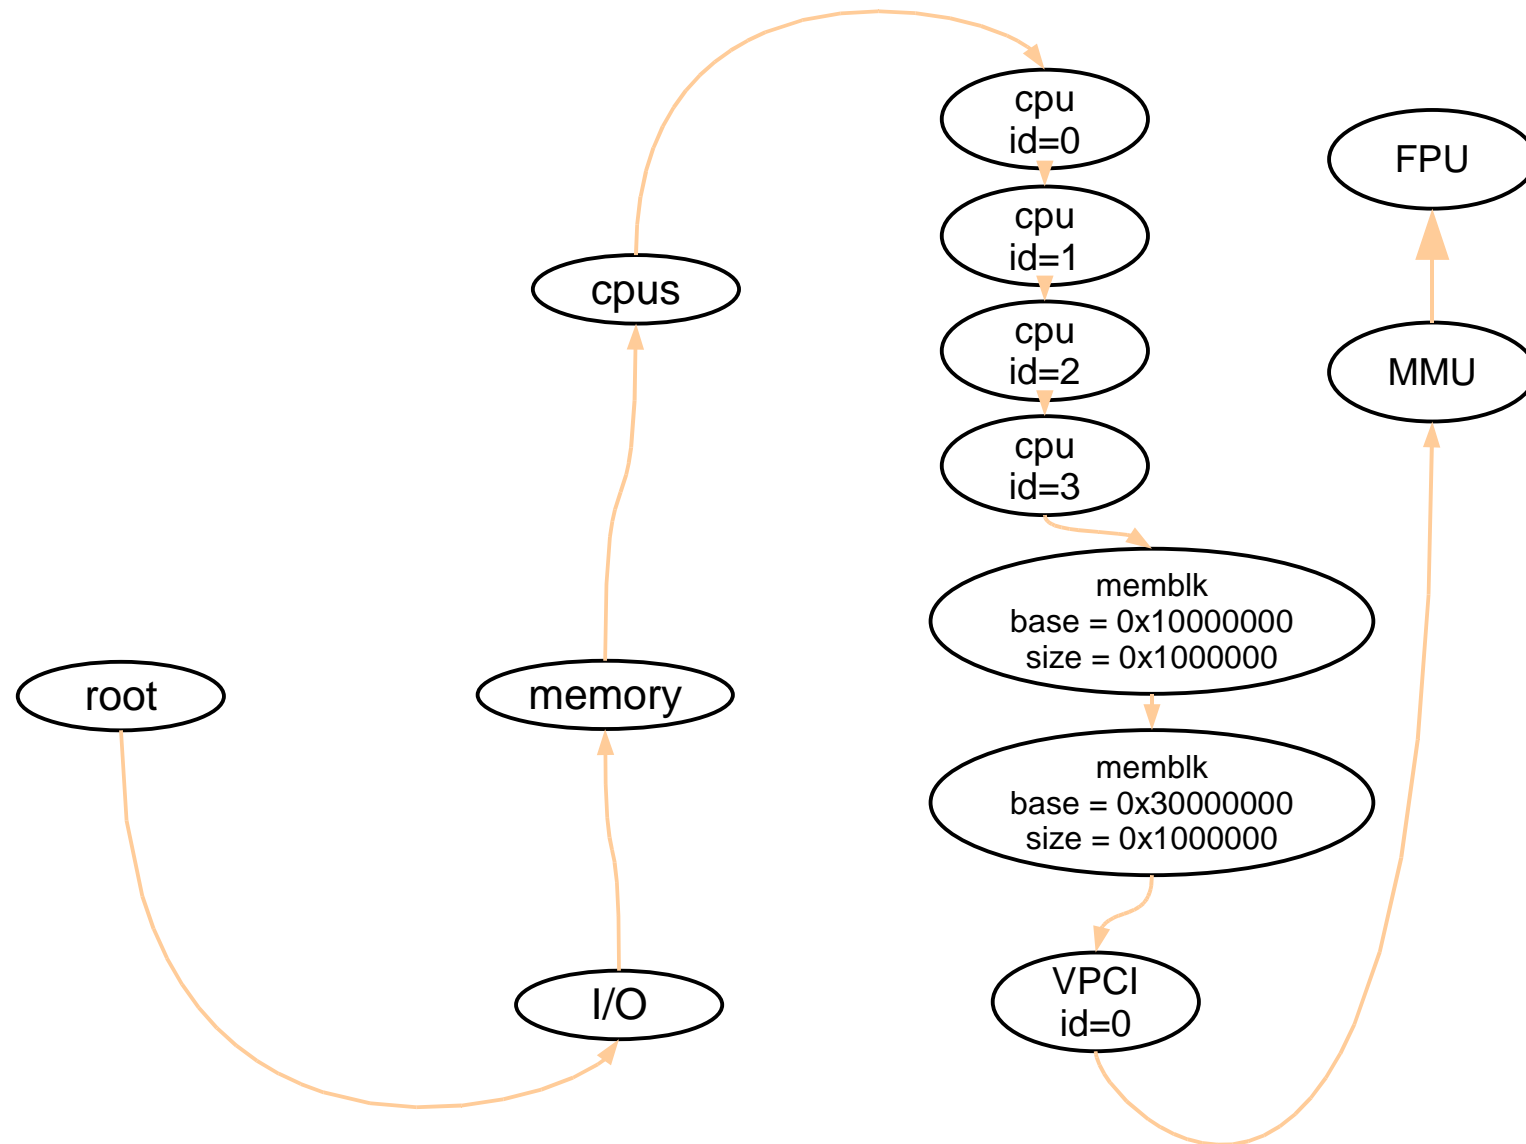 cpu
id=0
FPU
cpu
id=1
cpus
cpu
id=2
MMU
cpu
id=3
memblk
base = 0x10000000
size = 0x1000000
root
memory
memblk
base = 0x30000000
size = 0x1000000
I/O
VPCI
id=0